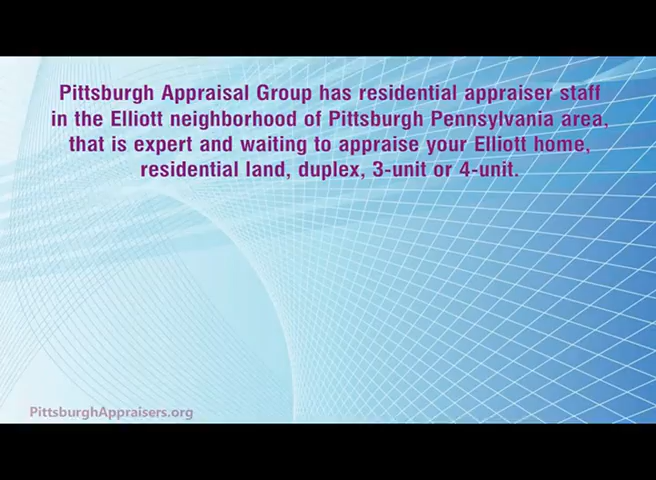 Pittsburgh Appraisal Group has residential appraiser staff
in the Elliott neighborhood of Pittsburgh Pennsylvania area,
that is expert and waiting to appraise your Elliott home,
residential land, duplex, 3-unit or 4-unit.
PittsburghAppraisers.org